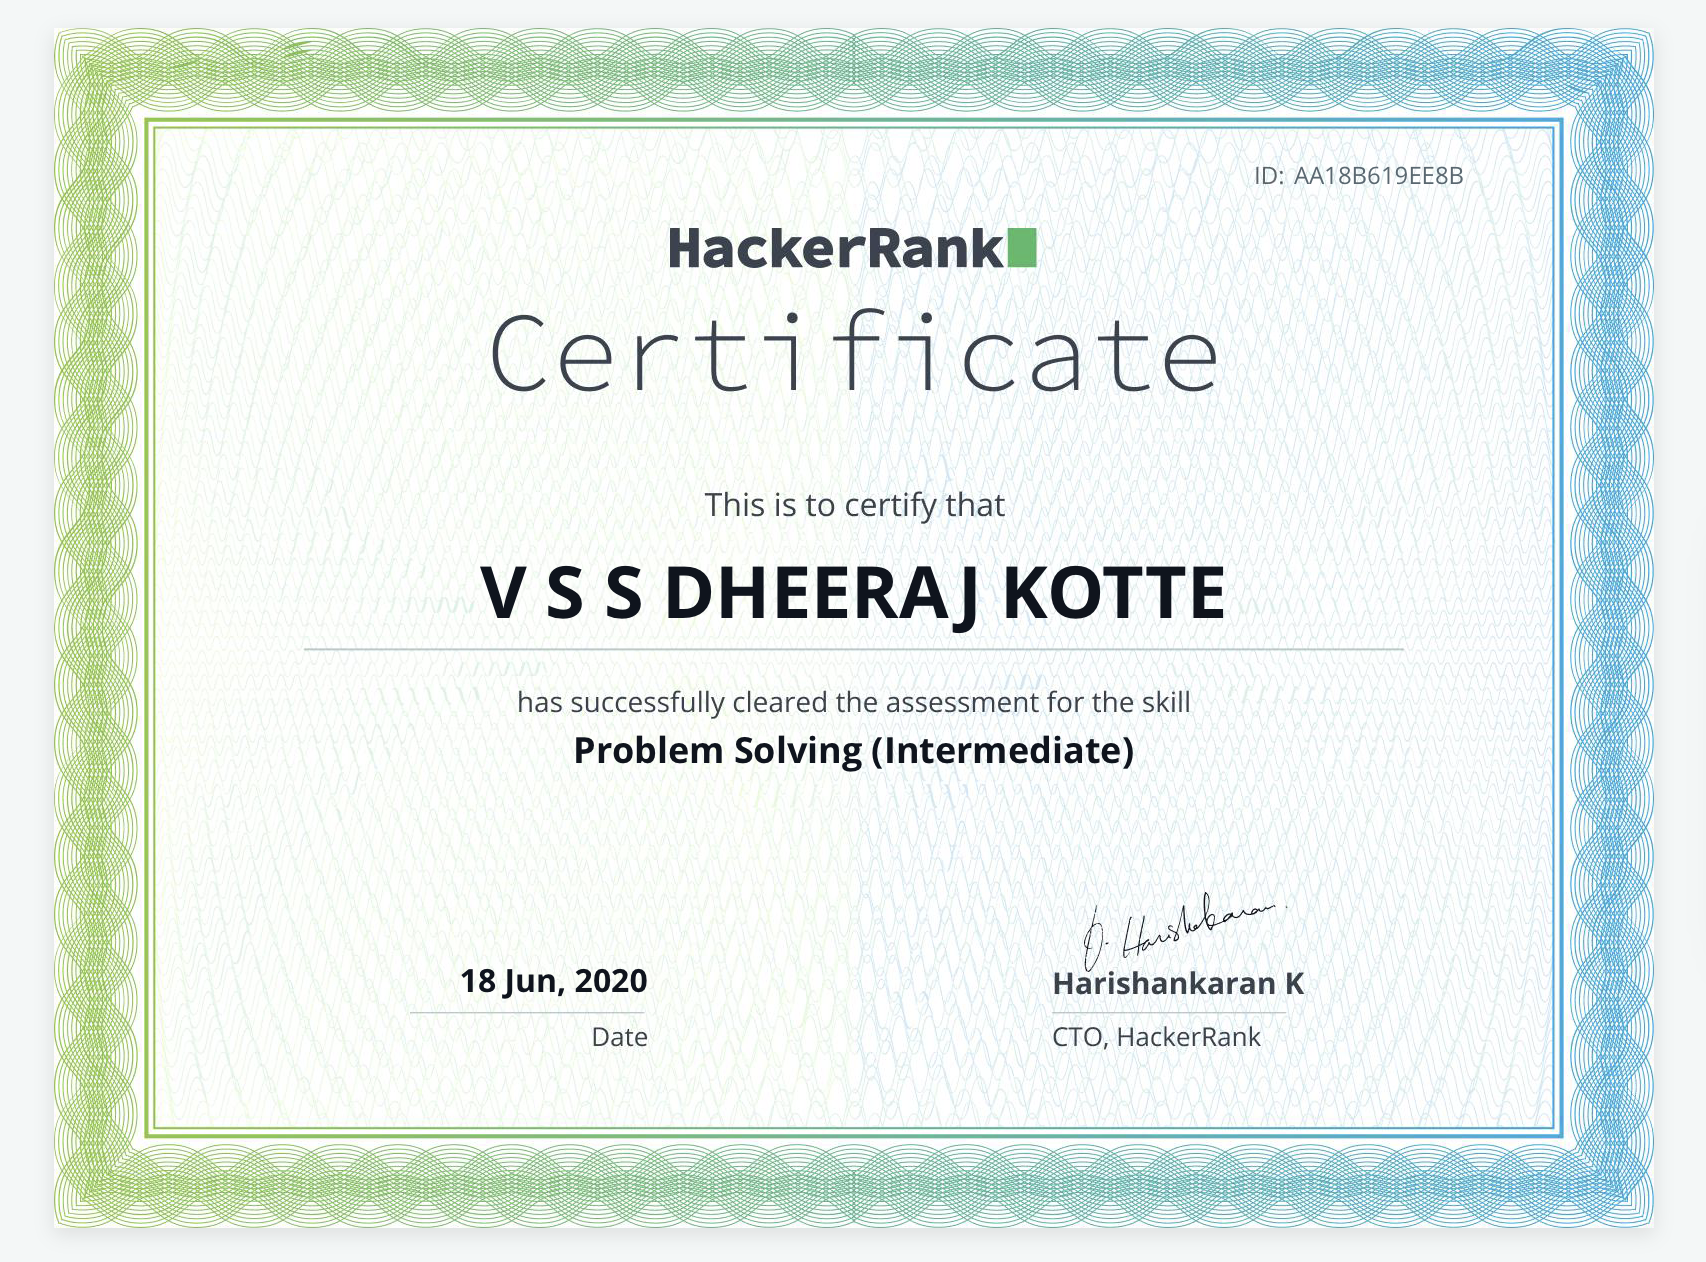 ID: AA18B619EE8B
HackerRank
Certificate
This is to certify that
V S S DHEERAJ KOTTE
has successfully cleared the assessment for the skill
Problem Solving (Intermediate)
18 Jun, 2020
Date
Harishankaran K
CTO, HackerRank